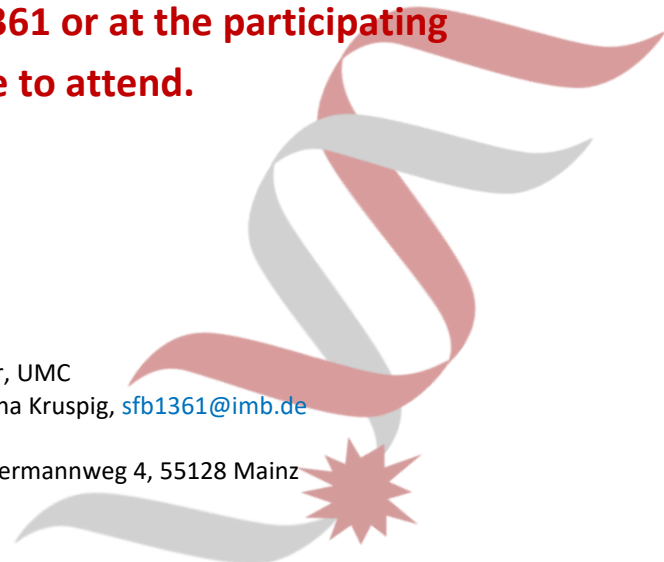 361 or at the participating
e to attend.
r, UMC
na Kruspig, sfb1361@imb.de
ermannweg 4, 55128 Mainz